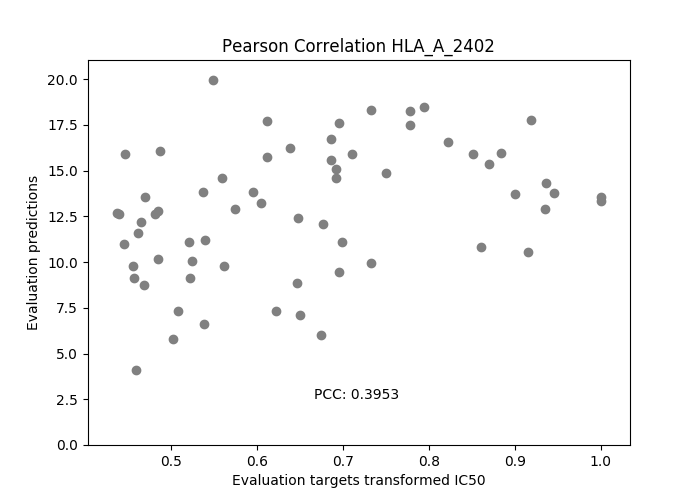 Pearson Correlation HLA_A_2402
Evaluation predictions
20.0
17.5
15.0
12.5
10.0
7.5
5.0
2.5
0.0
PCC: 0.3953
0.5 0.6 0.7 0.8 0.9 1.0
Evaluation targets transformed IC50